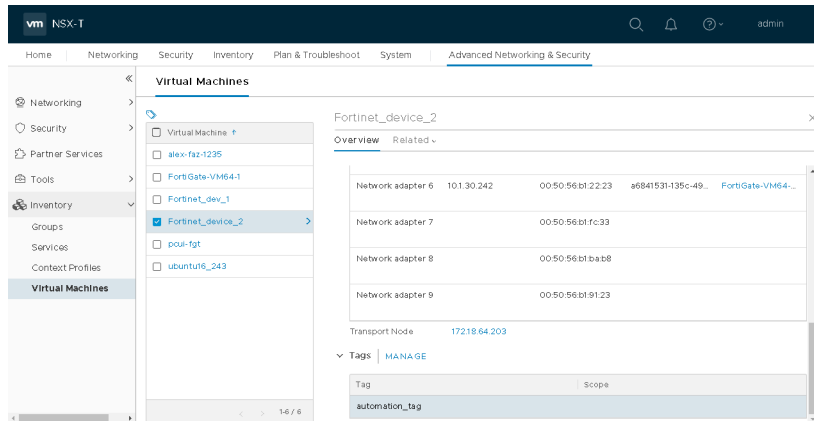 vm NSX-T admin
Home Networking Security Inventory Plan & Troubleshoot System Advanced Networking & Security
Virtual Machines
Networking
Security
Partner Services
Tools
Inventory
Groups
Services
Context Profiles
Virtual Machines
Virtual Machine ↑
alex-faz-1235
FortiGate-VM64-1
Fortinet_dev_1
Fortinet_device_2
pcui-fgt
ubuntu16_243
1-6 / 6
Fortinet_device_2
Overview Related
Network adapter 6 10.1.30.242 00:50:56:b1:22:23 a6841531-135c-49... FortiGate-VM64-...
Network adapter 7 00:50:56:b1:fc:33
Network adapter 8 00:50:56:b1:ba:b8
Network adapter 9 00:50:56:b1:91:23
Transport Node 172.18.64.203
Tags MANAGE
Tag Scope
automation_tag